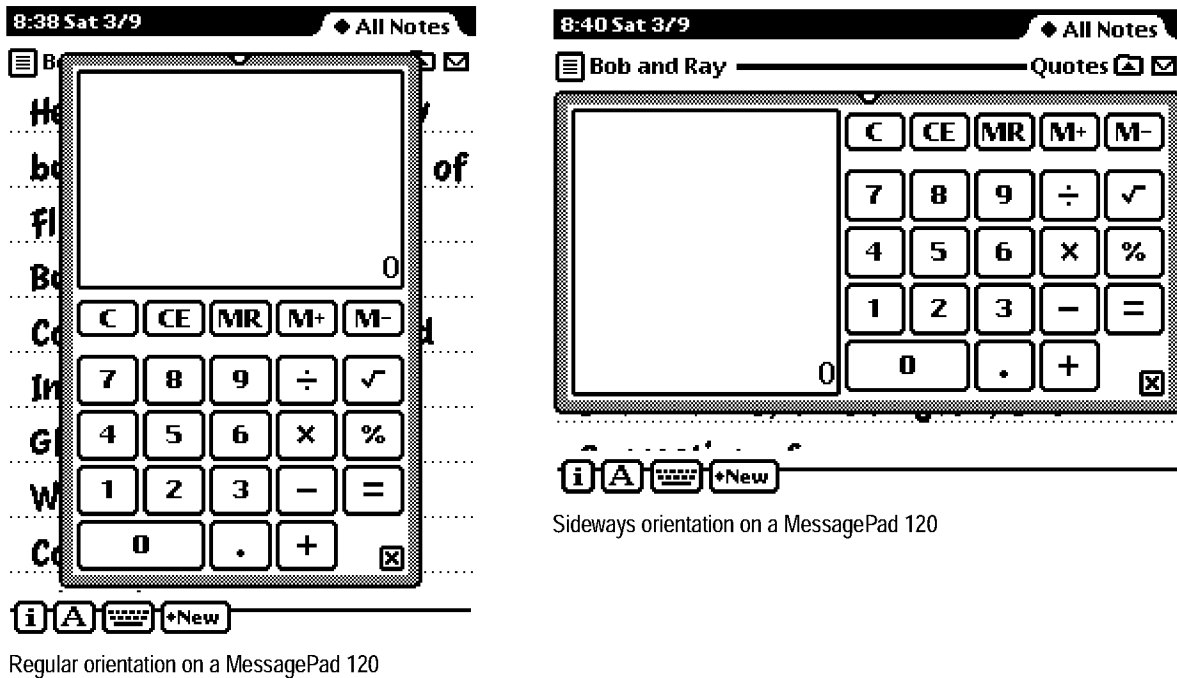 8:38 Sat 3/9 ◆ All Notes
0
C CE MR M+ M−
7 8 9 ÷ √
4 5 6 × %
1 2 3 − =
0 . +
of
i A +New
Regular orientation on a MessagePad 120
8:40 Sat 3/9 ◆ All Notes
Bob and Ray Quotes
C CE MR M+ M−
7 8 9 ÷ √
4 5 6 × %
1 2 3 − =
0 0 . +
i A +New
Sideways orientation on a MessagePad 120